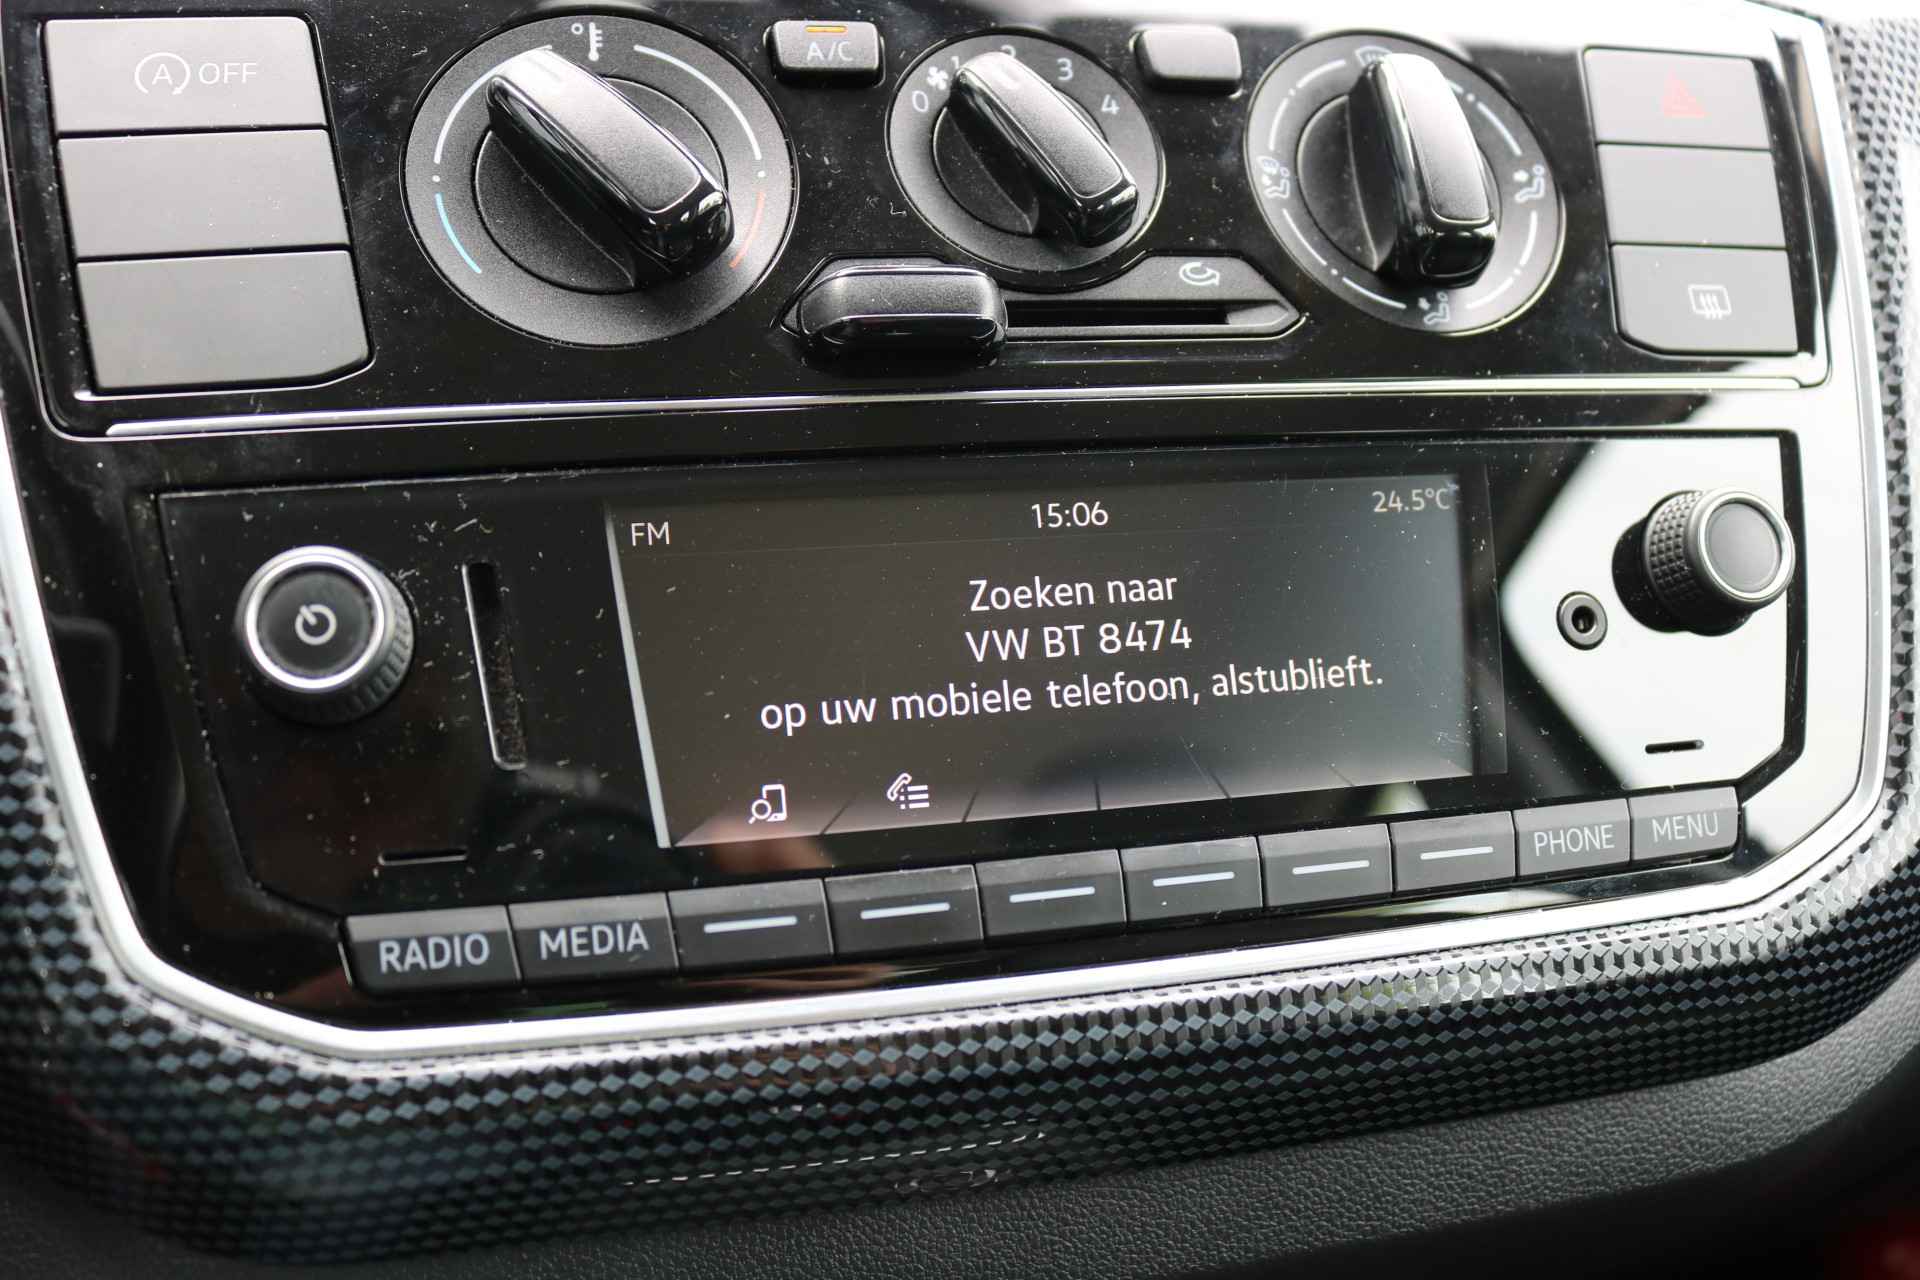 A OFF
A/C
0 1 2 3 4
FM 15:06 24.5°C
Zoeken naar
VW BT 8474
op uw mobiele telefoon, alstublieft.
RADIO MEDIA PHONE MENU